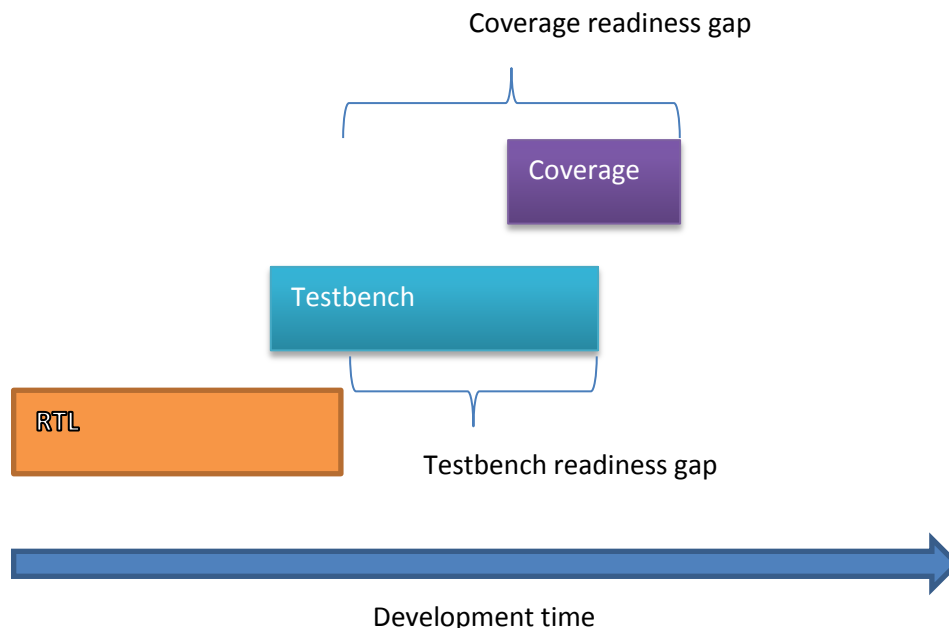 Coverage readiness gap
Coverage
Testbench
RTL
Testbench readiness gap
Development time